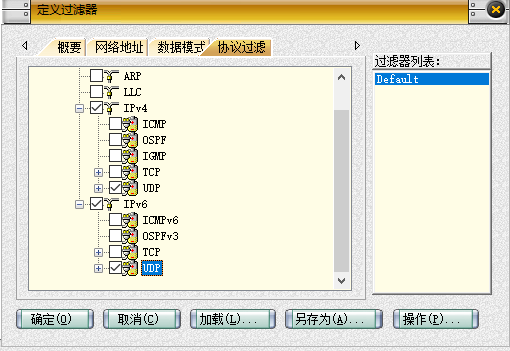 定义过滤器
概要 网络地址 数据模式 协议过滤
过滤器列表:
Default
ARP
LLC
IPv4
ICMP
OSPF
IGMP
TCP
UDP
IPv6
ICMPv6
OSPFv3
TCP
UDP
确定(O) 取消(C) 加载(L)... 另存为(A)... 操作(P)...